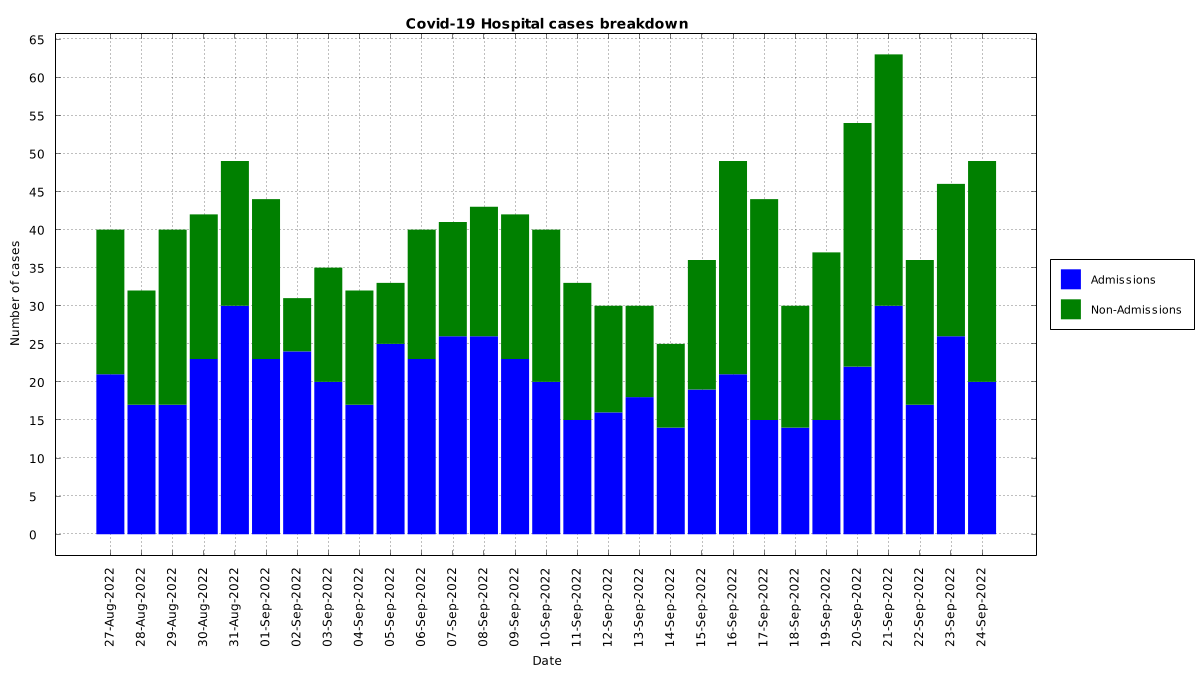 Covid-19 Hospital cases breakdown
65
60
55
50
45
40
35
30
25
20
15
10
5
0
Number of cases
Admissions
Non-Admissions
27-Aug-2022
28-Aug-2022
29-Aug-2022
30-Aug-2022
31-Aug-2022
01-Sep-2022
02-Sep-2022
03-Sep-2022
04-Sep-2022
05-Sep-2022
06-Sep-2022
07-Sep-2022
08-Sep-2022
09-Sep-2022
10-Sep-2022
11-Sep-2022
12-Sep-2022
13-Sep-2022
14-Sep-2022
15-Sep-2022
16-Sep-2022
17-Sep-2022
18-Sep-2022
19-Sep-2022
20-Sep-2022
21-Sep-2022
22-Sep-2022
23-Sep-2022
24-Sep-2022
Date